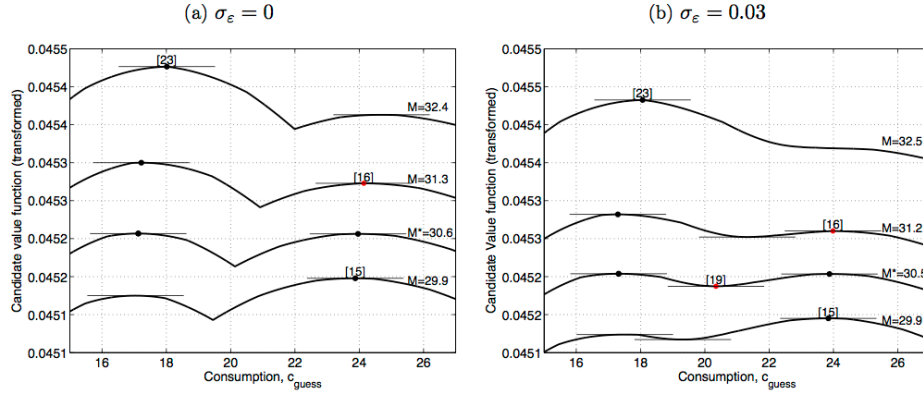 (a) σε = 0
Candidate value function (transformed)
0.0455
0.0454
0.0454
0.0453
0.0453
0.0452
0.0452
0.0451
0.0451
[23]
M=32.4
[16]
M=31.3
M*=30.6
[15]
M=29.9
16 18 20 22 24 26
Consumption, cguess
(b) σε = 0.03
Candidate Value function (transformed)
0.0455
0.0455
0.0454
0.0454
0.0453
0.0453
0.0452
0.0452
0.0451
[23]
M=32.5
[16]
M=31.2
[19]
M*=30.5
[15]
M=29.9
16 18 20 22 24 26
Consumption, cguess